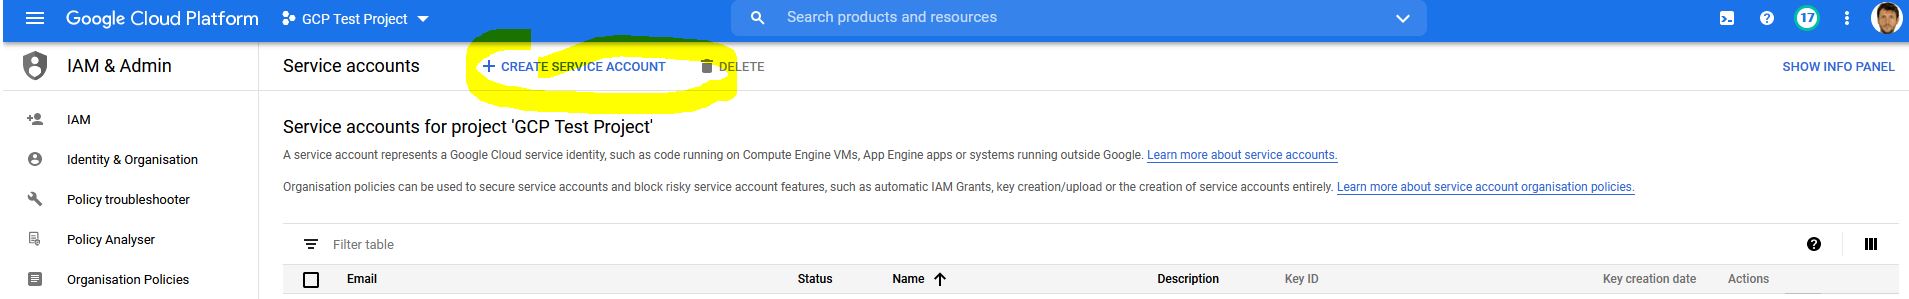 Google Cloud Platform GCP Test Project Search products and resources 17
IAM & Admin
Service accounts
CREATE SERVICE ACCOUNT
DELETE
SHOW INFO PANEL
IAM
Identity & Organisation
Policy troubleshooter
Policy Analyser
Organisation Policies
Service accounts for project 'GCP Test Project'
A service account represents a Google Cloud service identity, such as code running on Compute Engine VMs, App Engine apps or systems running outside Google. Learn more about service accounts.
Organisation policies can be used to secure service accounts and block risky service account features, such as automatic IAM Grants, key creation/upload or the creation of service accounts entirely. Learn more about service account organisation policies.
Filter table
Email Status Name Description Key ID Key creation date Actions